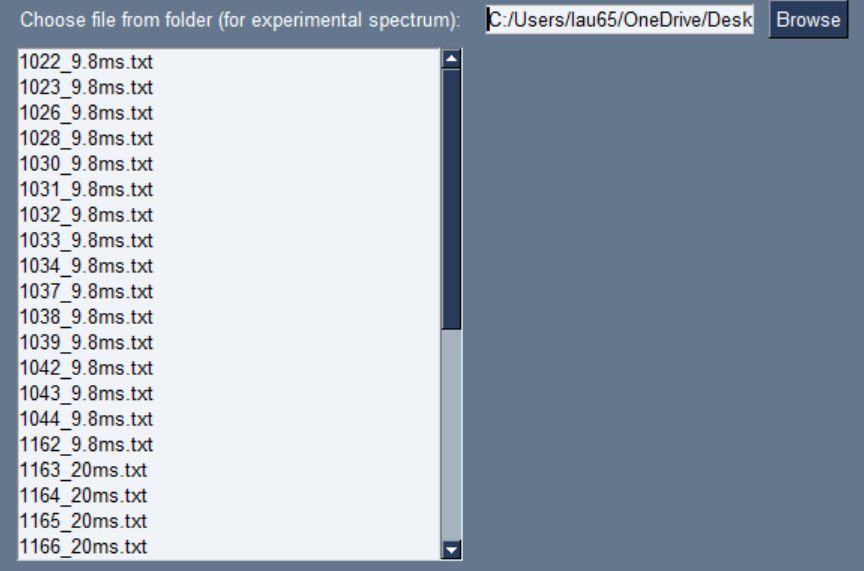 Choose file from folder (for experimental spectrum): C:/Users/lau65/OneDrive/Desk Browse
1022_9.8ms.txt
1023_9.8ms.txt
1026_9.8ms.txt
1028_9.8ms.txt
1030_9.8ms.txt
1031_9.8ms.txt
1032_9.8ms.txt
1033_9.8ms.txt
1034_9.8ms.txt
1037_9.8ms.txt
1038_9.8ms.txt
1039_9.8ms.txt
1042_9.8ms.txt
1043_9.8ms.txt
1044_9.8ms.txt
1162_9.8ms.txt
1163_20ms.txt
1164_20ms.txt
1165_20ms.txt
1166_20ms.txt